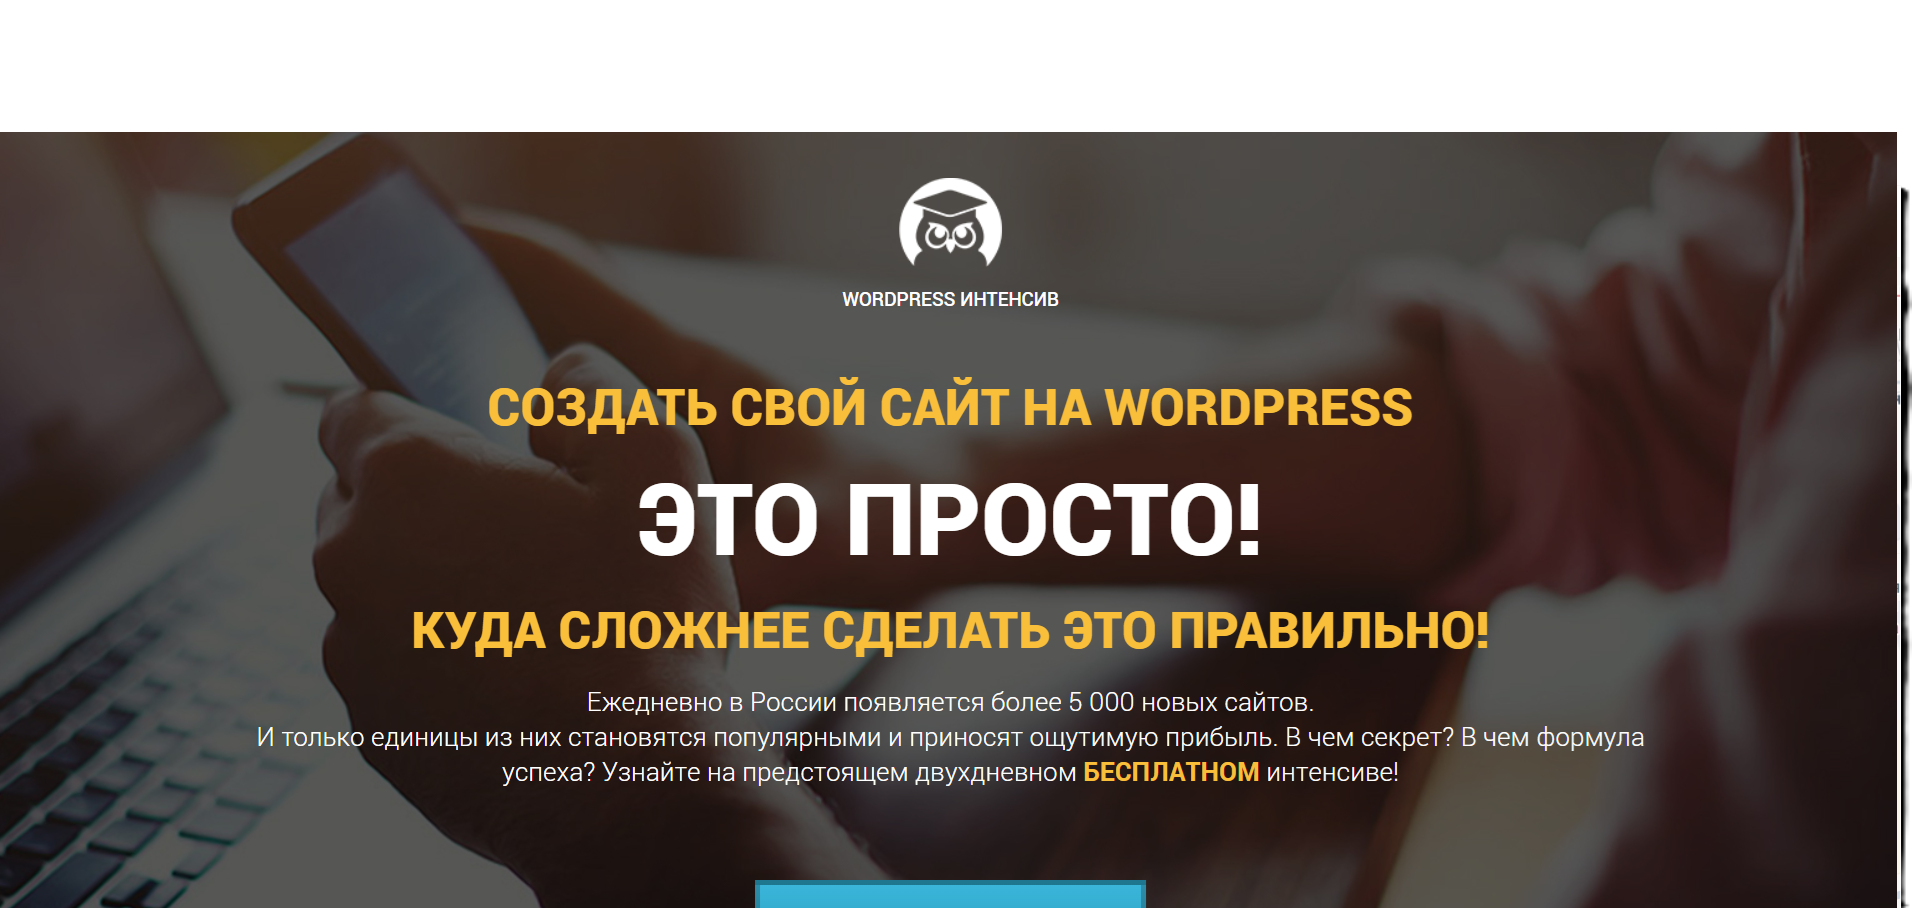 WORDPRESS ИНТЕНСИВ
СОЗДАТЬ СВОЙ САЙТ НА WORDPRESS
ЭТО ПРОСТО!
КУДА СЛОЖНЕЕ СДЕЛАТЬ ЭТО ПРАВИЛЬНО!
Ежедневно в России появляется более 5 000 новых сайтов.
И только единицы из них становятся популярными и приносят ощутимую прибыль. В чем секрет? В чем формула
успеха? Узнайте на предстоящем двухдневном БЕСПЛАТНОМ интенсиве!